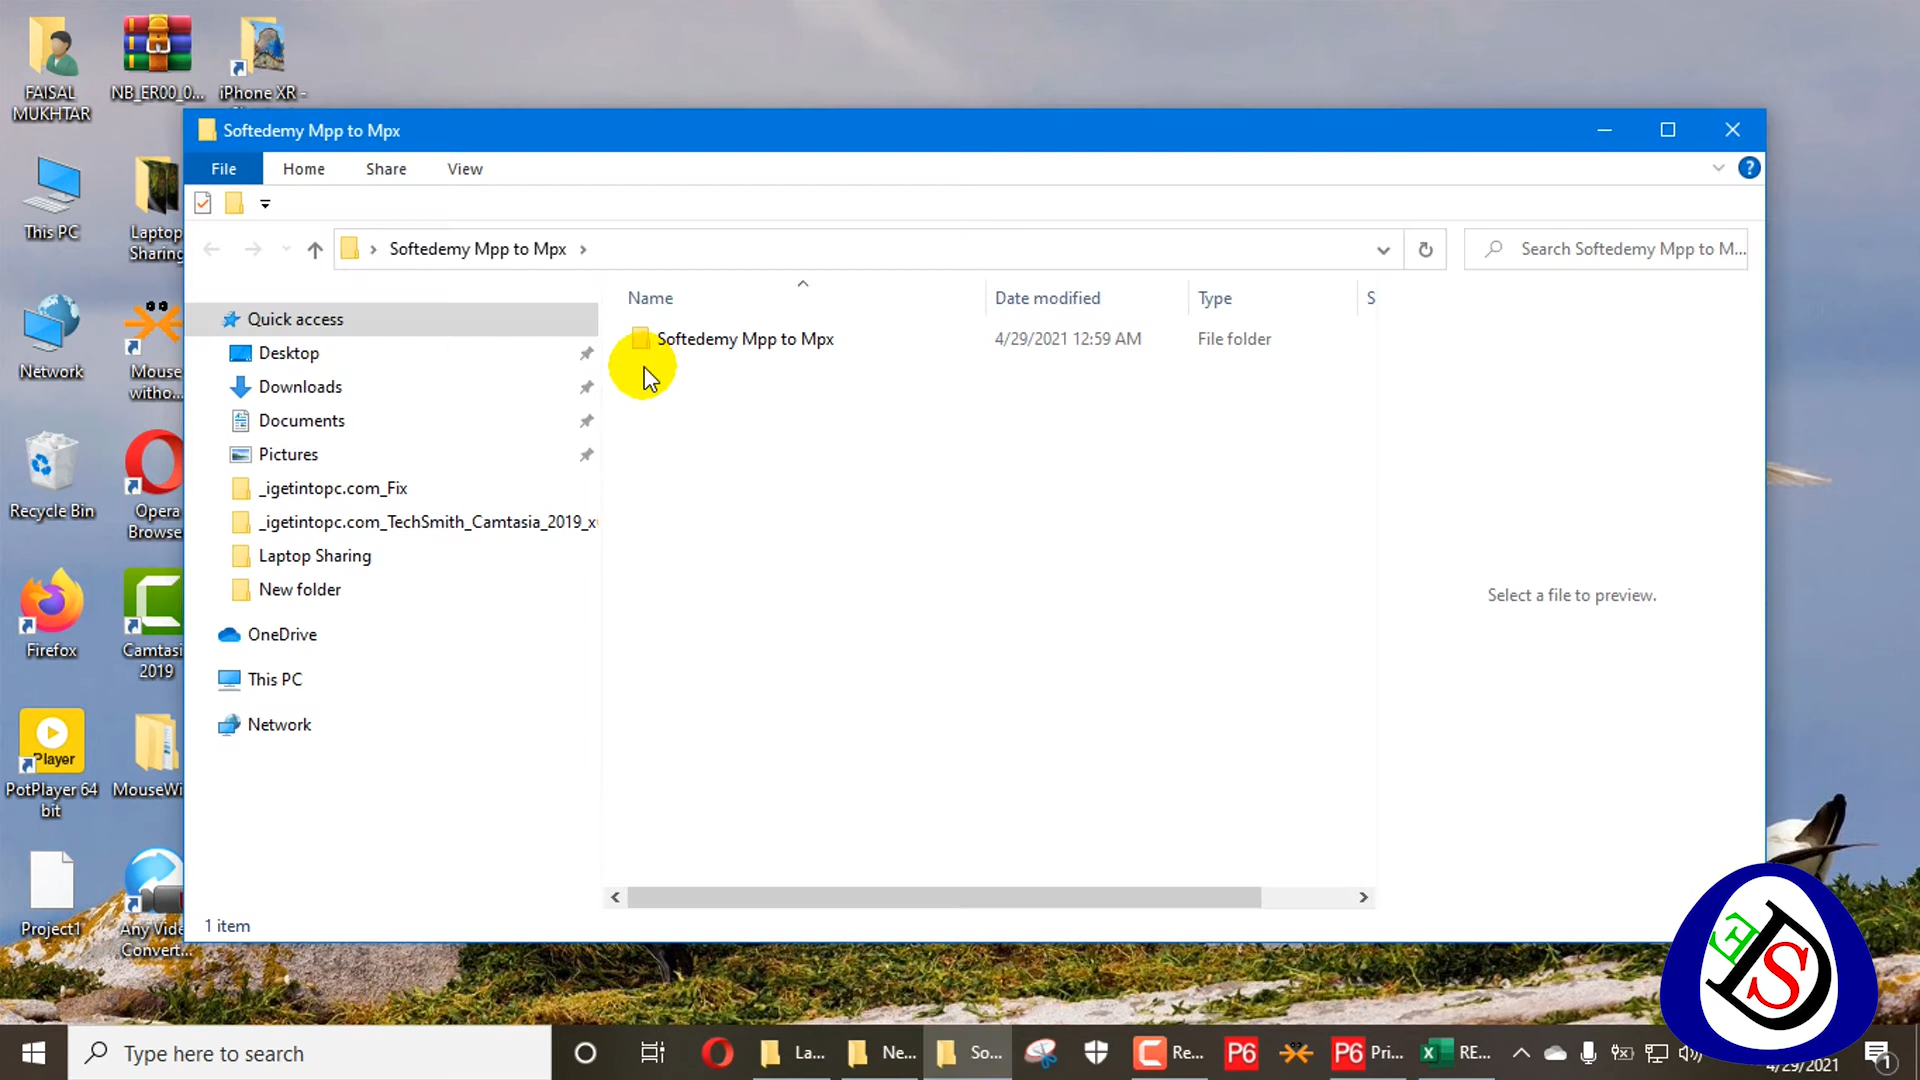 FAISAL
MUKHTAR
NB_ER00_0...
iPhone XR -
This PC
Laptop
Sharing
Network
Mouse
witho...
Recycle Bin
Opera
Browse
Firefox
Camtasi
2019
Player
PotPlayer 64
bit
MouseWi
Project1
Any Vide
Convert...
Softedemy Mpp to Mpx
File
Home
Share
View
?
Softedemy Mpp to Mpx
Search Softedemy Mpp to M...
Name
Date modified
Type
S
Softedemy Mpp to Mpx
4/29/2021 12:59 AM
File folder
Quick access
Desktop
Downloads
Documents
Pictures
_igetintopc.com_Fix
_igetintopc.com_TechSmith_Camtasia_2019_x
Laptop Sharing
New folder
OneDrive
This PC
Network
Select a file to preview.
1 item
E
D
S
Type here to search
La...
Ne...
So...
Re...
P6
P6
Pri...
RE...
4/29/2021
1